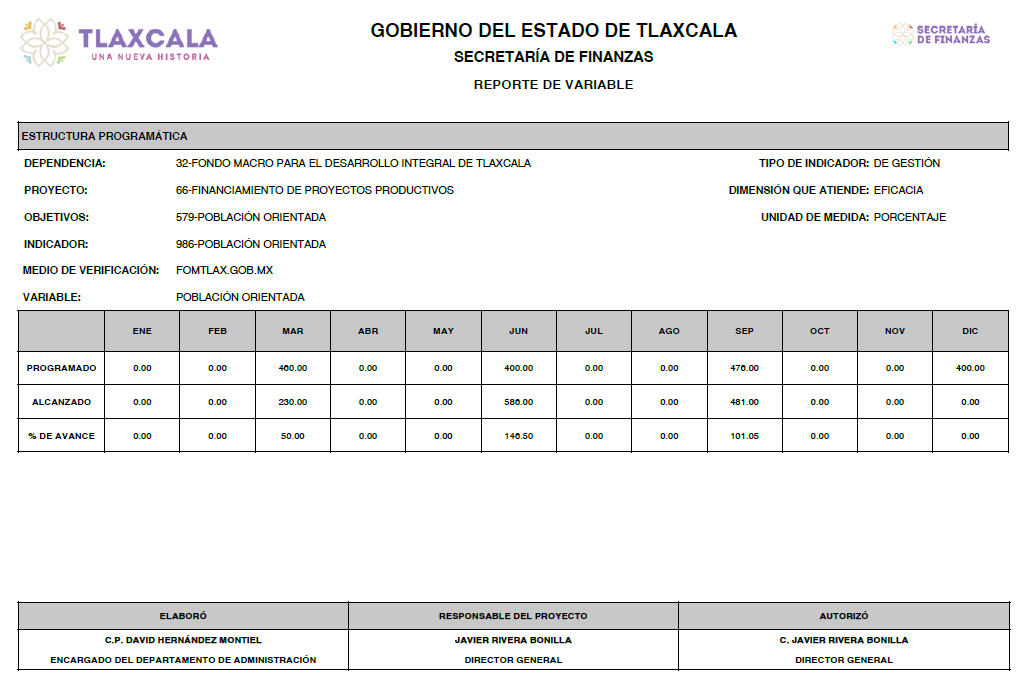 TLAXCALA
UNA NUEVA HISTORIA
GOBIERNO DEL ESTADO DE TLAXCALA
SECRETARÍA DE FINANZAS
REPORTE DE VARIABLE
SECRETARÍA
DE FINANZAS
ESTRUCTURA PROGRAMÁTICA
DEPENDENCIA: 32-FONDO MACRO PARA EL DESARROLLO INTEGRAL DE TLAXCALA TIPO DE INDICADOR: DE GESTIÓN
PROYECTO: 66-FINANCIAMIENTO DE PROYECTOS PRODUCTIVOS DIMENSIÓN QUE ATIENDE: EFICACIA
OBJETIVOS: 579-POBLACIÓN ORIENTADA UNIDAD DE MEDIDA: PORCENTAJE
INDICADOR: 986-POBLACIÓN ORIENTADA
MEDIO DE VERIFICACIÓN: FOMTLAX.GOB.MX
VARIABLE: POBLACIÓN ORIENTADA
ENE FEB MAR ABR MAY JUN JUL AGO SEP OCT NOV DIC
PROGRAMADO 0.00 0.00 460.00 0.00 0.00 400.00 0.00 0.00 476.00 0.00 0.00 400.00
ALCANZADO 0.00 0.00 230.00 0.00 0.00 586.00 0.00 0.00 481.00 0.00 0.00 0.00
% DE AVANCE 0.00 0.00 50.00 0.00 0.00 146.50 0.00 0.00 101.05 0.00 0.00 0.00
ELABORÓ RESPONSABLE DEL PROYECTO AUTORIZÓ
C.P. DAVID HERNÁNDEZ MONTIEL JAVIER RIVERA BONILLA C. JAVIER RIVERA BONILLA
ENCARGADO DEL DEPARTAMENTO DE ADMINISTRACIÓN DIRECTOR GENERAL DIRECTOR GENERAL